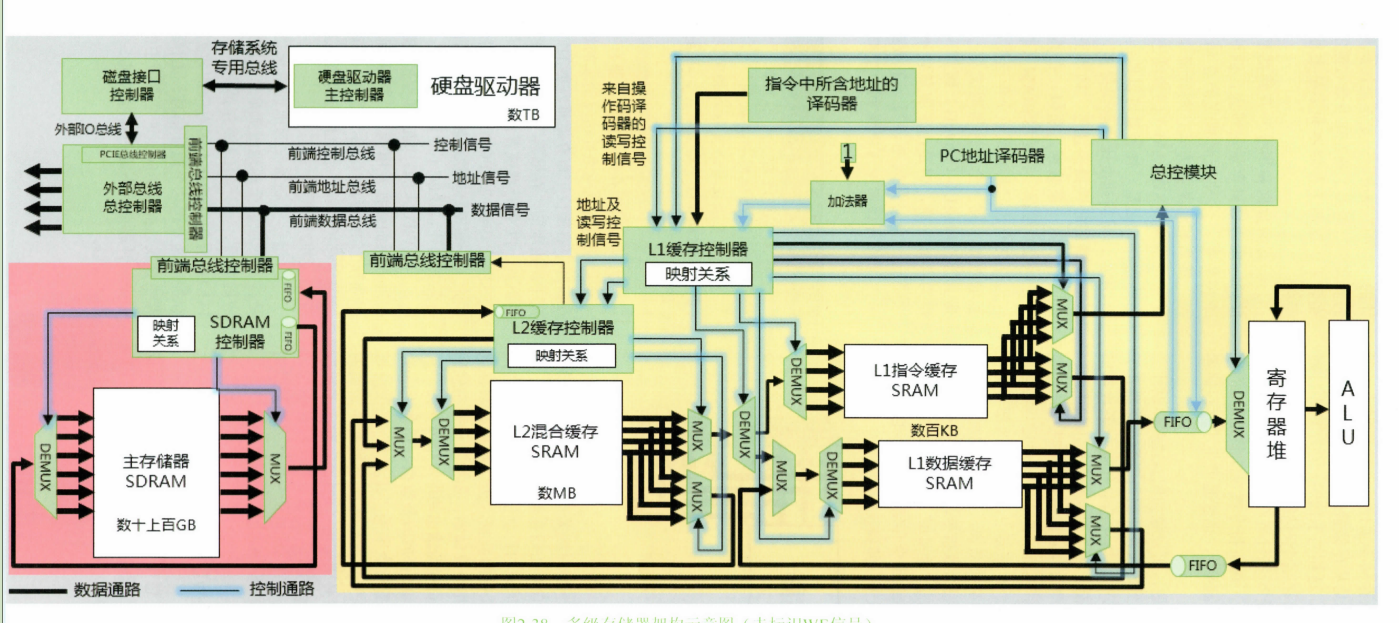 存储系统
专用总线
磁盘接口
控制器
硬盘驱动器
主控制器
硬盘驱动器
数TB
外部IO总线
PCIE总线控制器
外部总线
总控制器
前端总线控制器
前端控制总线
控制信号
前端地址总线
地址信号
前端数据总线
数据信号
前端总线控制器
FIFO
映射
关系
SDRAM
控制器
FIFO
DEMUX
主存储器
SDRAM
数十上百GB
MUX
数据通路
控制通路
前端总线控制器
FIFO
L2缓存控制器
映射关系
MUX
DEMUX
L2混合缓存
SRAM
数MB
MUX
MUX
来自操
作码译
码器的
读写控
制信号
地址及
读写控
制信号
指令中所含地址的
译码器
1
加法器
PC地址译码器
总控模块
L1缓存控制器
映射关系
DEMUX
DEMUX
L1指令缓存
SRAM
数百KB
MUX
MUX
MUX
DEMUX
L1数据缓存
SRAM
MUX
MUX
FIFO
DEMUX
寄存器堆
ALU
FIFO